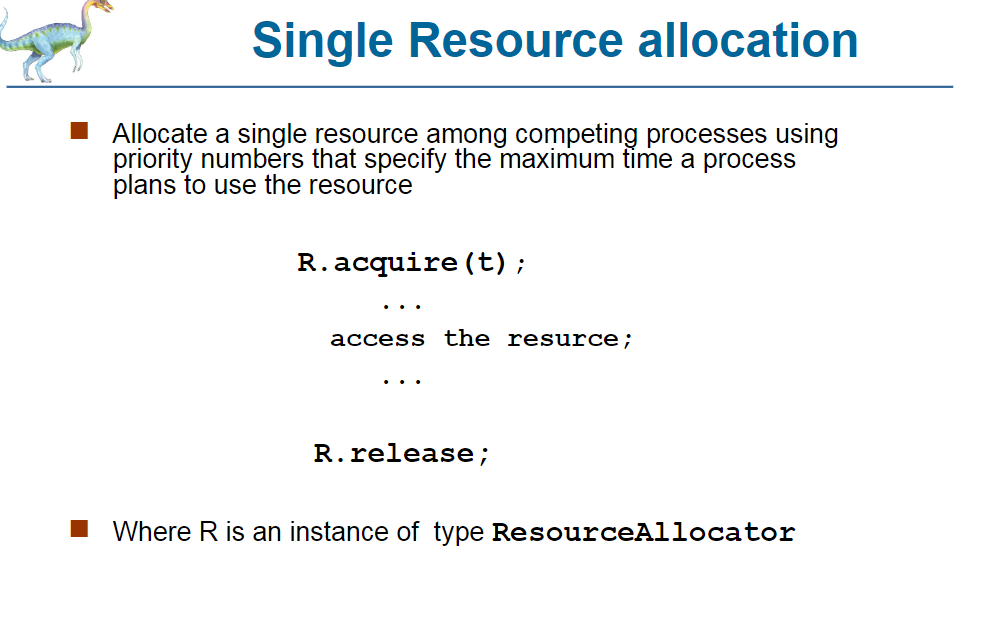 Single Resource allocation
Allocate a single resource among competing processes using
priority numbers that specify the maximum time a process
plans to use the resource
R.acquire(t);
...
access the resurce;
...
R.release;
Where R is an instance of  type ResourceAllocator